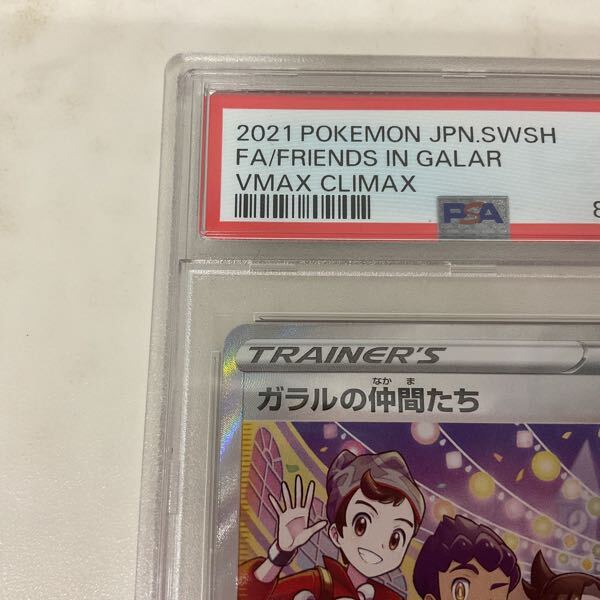 2021 POKEMON JPN.SWSH
FA/FRIENDS IN GALAR
VMAX CLIMAX
PSA
8
TRAINER'S
なかま
ガラルの仲間たち